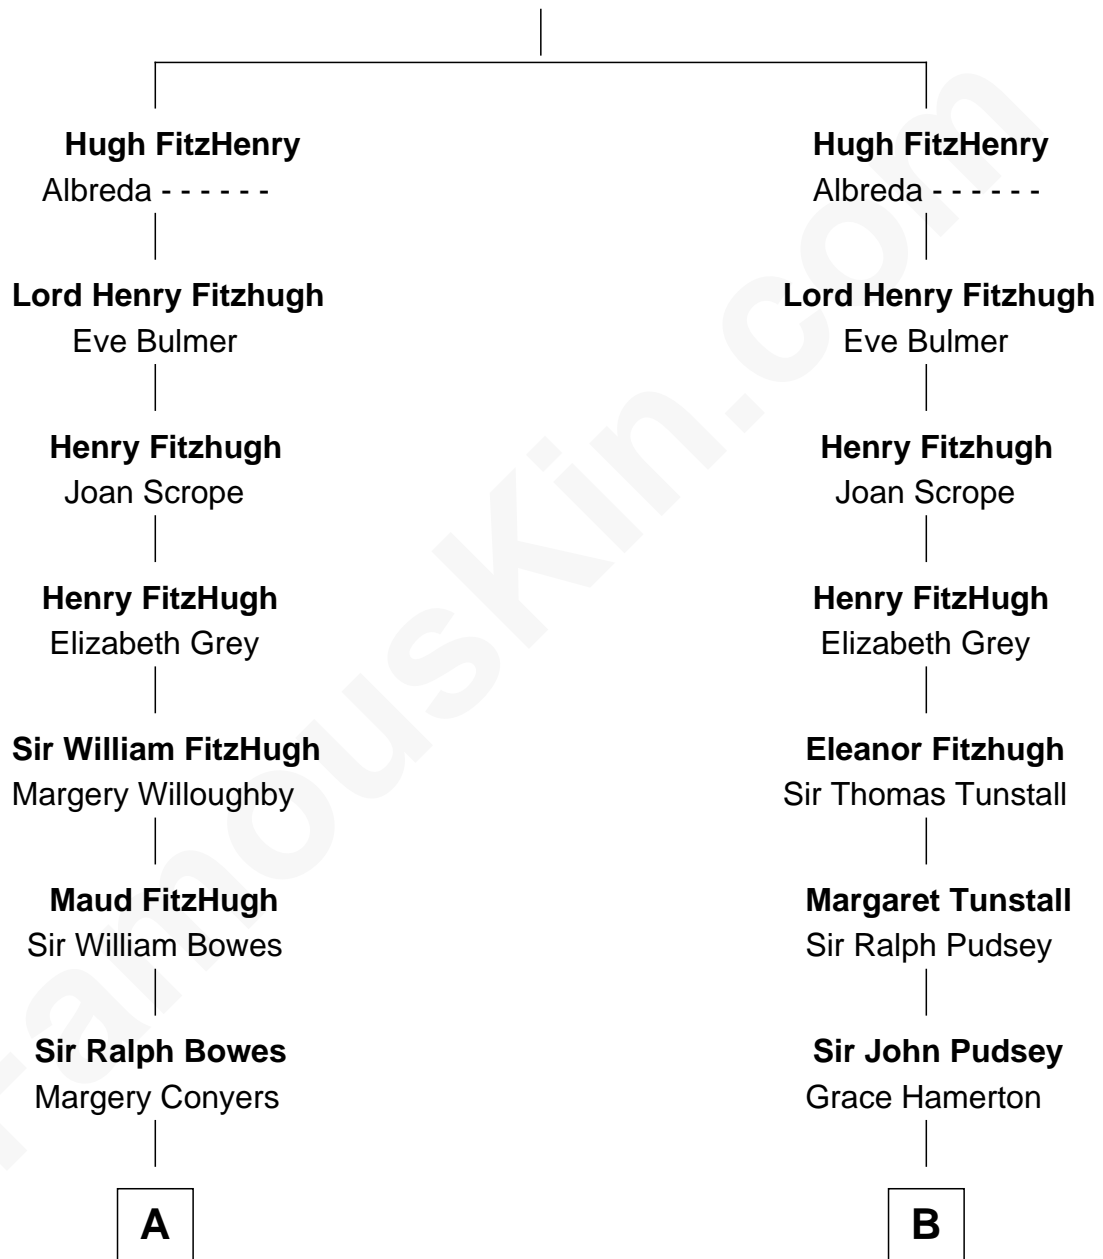 Hugh FitzHenry
Albreda - - - - - -
Lord Henry Fitzhugh
Eve Bulmer
Henry Fitzhugh
Joan Scrope
Henry FitzHugh
Elizabeth Grey
Sir William FitzHugh
Margery Willoughby
Maud FitzHugh
Sir William Bowes
Sir Ralph Bowes
Margery Conyers
A
Hugh FitzHenry
Albreda - - - - - -
Lord Henry Fitzhugh
Eve Bulmer
Henry Fitzhugh
Joan Scrope
Henry FitzHugh
Elizabeth Grey
Eleanor Fitzhugh
Sir Thomas Tunstall
Margaret Tunstall
Sir Ralph Pudsey
Sir John Pudsey
Grace Hamerton
B
FamousKin.com